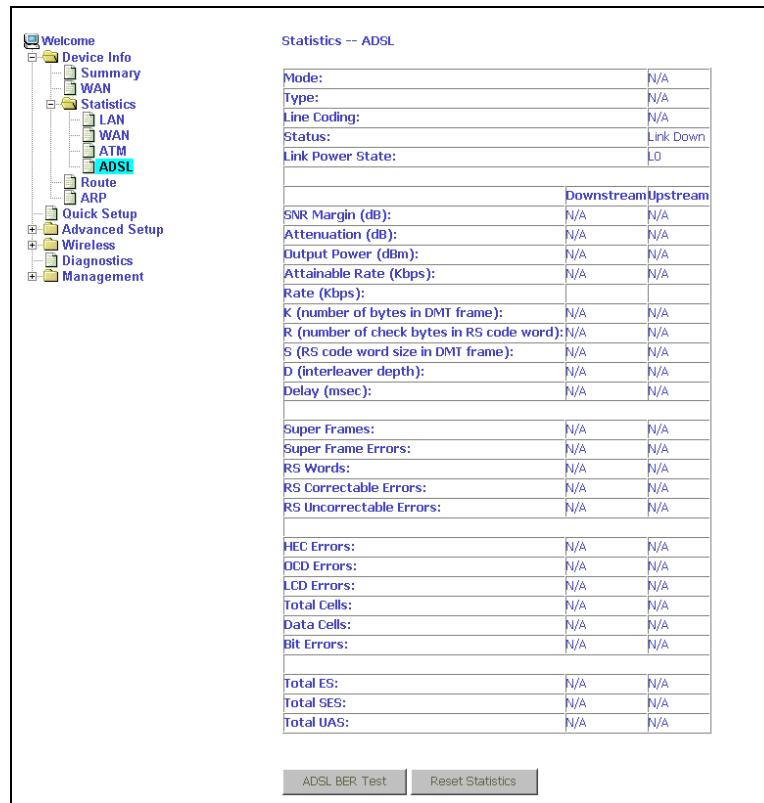 Welcome
Device Info
Summary
WAN
Statistics
LAN
WAN
ATM
ADSL
Route
ARP
Quick Setup
Advanced Setup
Wireless
Diagnostics
Management
Statistics -- ADSL
Mode: N/A
Type: N/A
Line Coding: N/A
Status: Link Down
Link Power State: L0
Downstream Upstream
SNR Margin (dB): N/A N/A
Attenuation (dB): N/A N/A
Output Power (dBm): N/A N/A
Attainable Rate (Kbps): N/A N/A
Rate (Kbps):
K (number of bytes in DMT frame): N/A N/A
R (number of check bytes in RS code word): N/A N/A
S (RS code word size in DMT frame): N/A N/A
D (interleaver depth): N/A N/A
Delay (msec): N/A N/A
Super Frames: N/A N/A
Super Frame Errors: N/A N/A
RS Words: N/A N/A
RS Correctable Errors: N/A N/A
RS Uncorrectable Errors: N/A N/A
HEC Errors: N/A N/A
OCD Errors: N/A N/A
LCD Errors: N/A N/A
Total Cells: N/A N/A
Data Cells: N/A N/A
Bit Errors: N/A N/A
Total ES: N/A N/A
Total SES: N/A N/A
Total UAS: N/A N/A
ADSL BER Test Reset Statistics